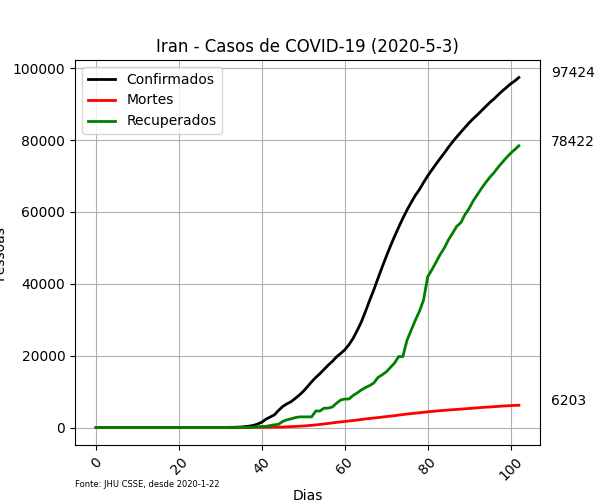 Iran - Casos de COVID-19 (2020-5-3)
Confirmados
Mortes
Recuperados
100000
80000
60000
40000
20000
0
97424
78422
6203
0
20
40
60
80
100
Dias
Fonte: JHU CSSE, desde 2020-1-22